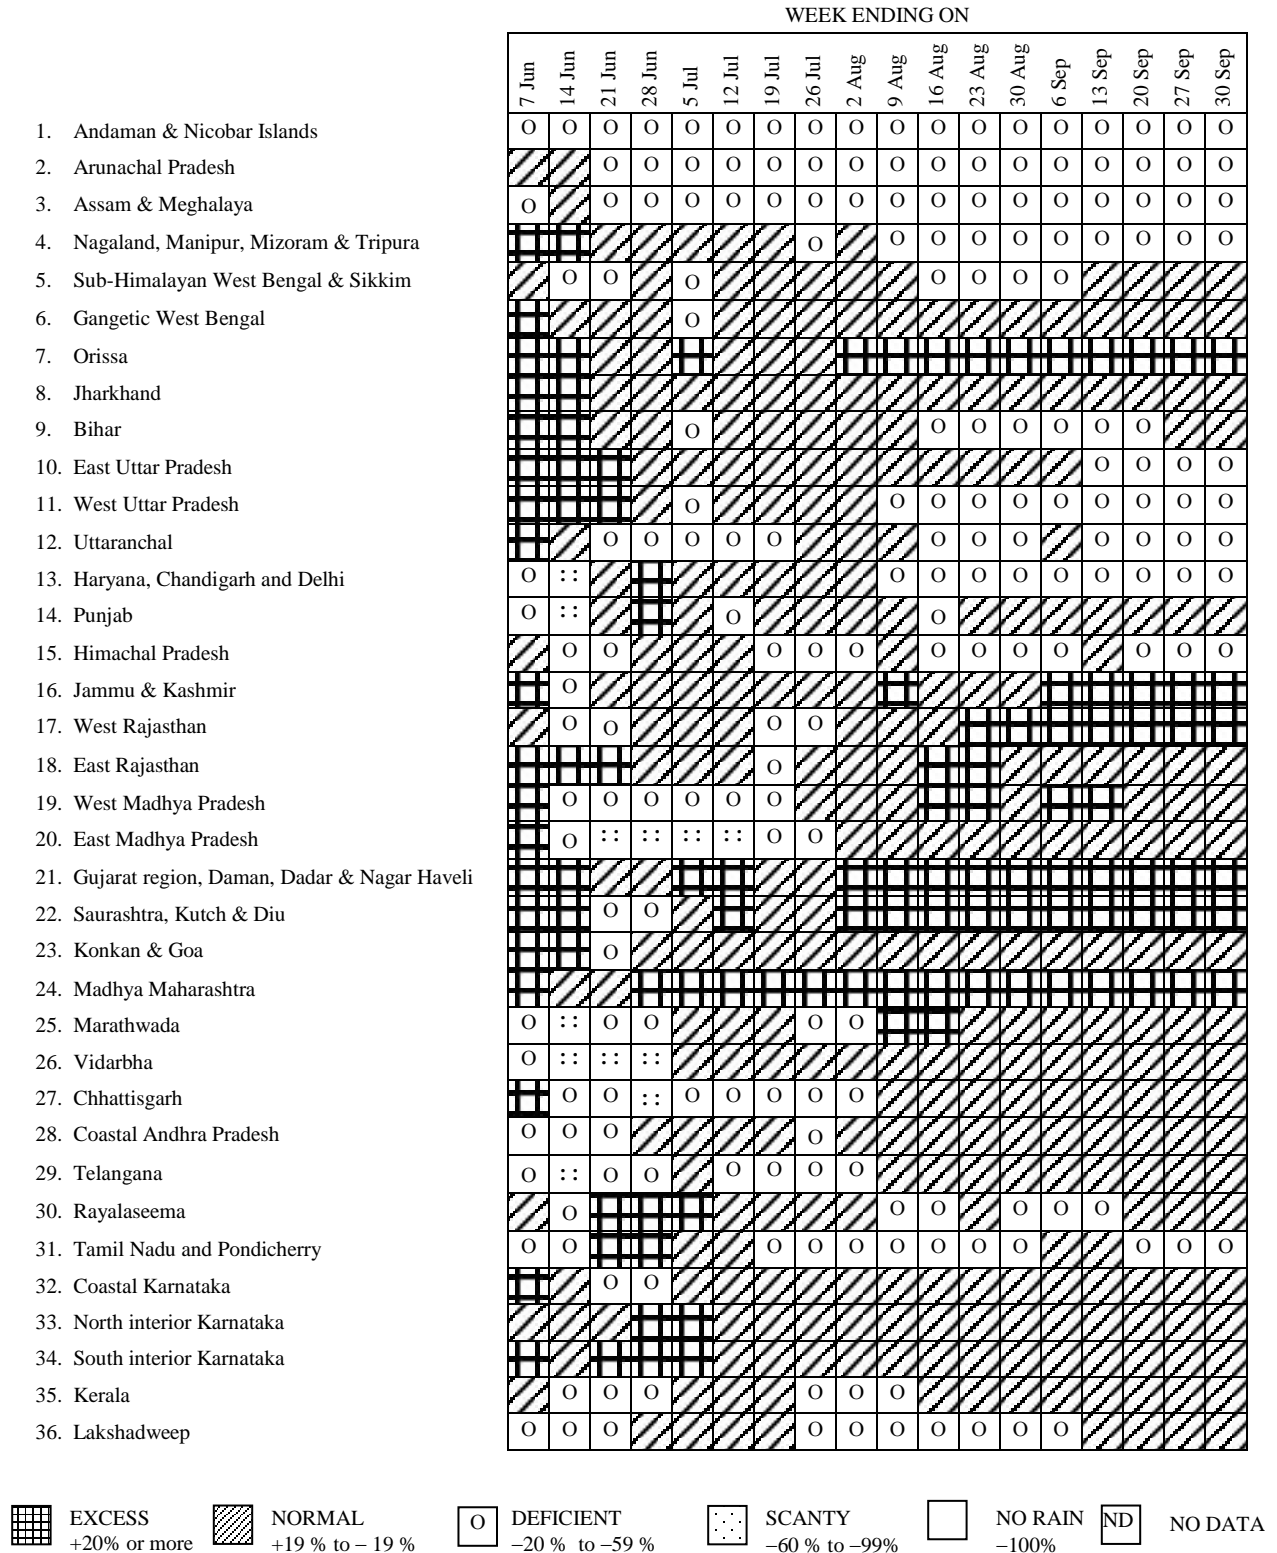 WEEK ENDING ON
7 Jun 14 Jun 21 Jun 28 Jun 5 Jul 12 Jul 19 Jul 26 Jul 2 Aug 9 Aug 16 Aug 23 Aug 30 Aug 6 Sep 13 Sep 20 Sep 27 Sep 30 Sep
1. Andaman & Nicobar Islands O O O O O O O O O O O O O O O O O O
2. Arunachal Pradesh O O O O O O O O O O O O O O O O
3. Assam & Meghalaya O O O O O O O O O O O O O O O O O
4. Nagaland, Manipur, Mizoram & Tripura O O O O O O O O O O
5. Sub-Himalayan West Bengal & Sikkim O O O O O O O
6. Gangetic West Bengal O
7. Orissa
8. Jharkhand
9. Bihar O O O O O O O
10. East Uttar Pradesh O O O O
11. West Uttar Pradesh O O O O O O O O O O
12. Uttaranchal O O O O O O O O O O O O
13. Haryana, Chandigarh and Delhi O :: O O O O O O O O O
14. Punjab O :: O O
15. Himachal Pradesh O O O O O O O O O O O O
16. Jammu & Kashmir O
17. West Rajasthan O O O O
18. East Rajasthan O
19. West Madhya Pradesh O O O O O O
20. East Madhya Pradesh O :: :: :: :: O O
21. Gujarat region, Daman, Dadar & Nagar Haveli
22. Saurashtra, Kutch & Diu O O
23. Konkan & Goa O
24. Madhya Maharashtra
25. Marathwada O :: O O O O
26. Vidarbha O :: :: ::
27. Chhattisgarh O O :: O O O O O
28. Coastal Andhra Pradesh O O O O
29. Telangana O :: O O O O O O
30. Rayalaseema O O O O O O
31. Tamil Nadu and Pondicherry O O O O O O O O O O O O
32. Coastal Karnataka O O
33. North interior Karnataka
34. South interior Karnataka
35. Kerala O O O O O O
36. Lakshadweep O O O O O O O O O O
EXCESS NORMAL O DEFICIENT SCANTY NO RAIN ND NO DATA
+20% or more +19 % to – 19 % –20 % to –59 % –60 % to –99% –100%